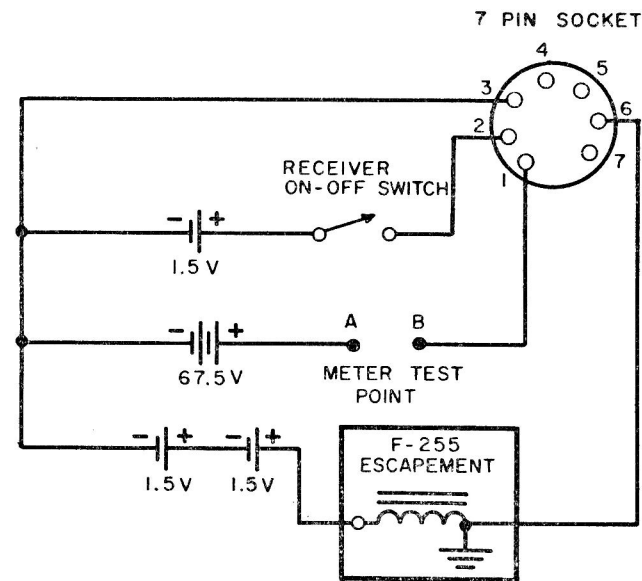 7 PIN SOCKET
4
5
3
6
2
7
1
RECEIVER
ON-OFF SWITCH
- +
1.5 V
A B
- +
67.5 V
METER TEST
POINT
- + - +
1.5 V 1.5 V
F-255
ESCAPEMENT